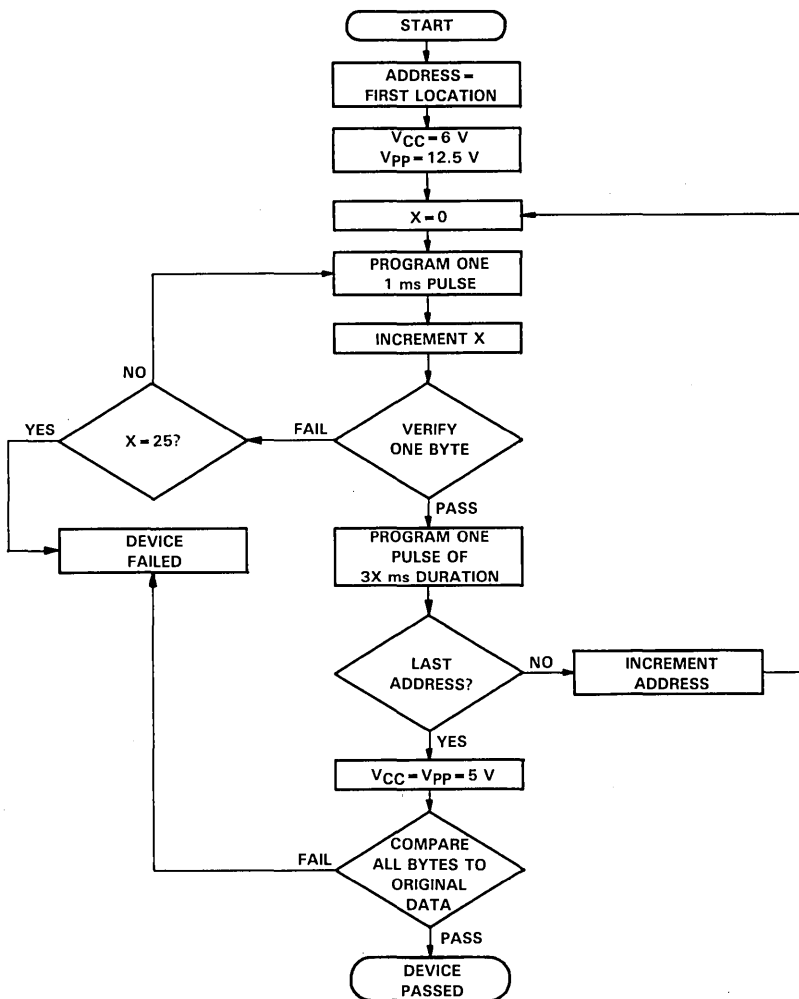 START
ADDRESS=
FIRST LOCATION
VCC=6 V
VPP=12.5 V
X=0
PROGRAM ONE
1 ms PULSE
INCREMENT X
NO
YES
X=25?
FAIL
VERIFY
ONE BYTE
PASS
DEVICE
FAILED
PROGRAM ONE
PULSE OF
3X ms DURATION
LAST
ADDRESS?
NO
INCREMENT
ADDRESS
YES
VCC=VPP=5 V
FAIL
COMPARE
ALL BYTES TO
ORIGINAL
DATA
PASS
DEVICE
PASSED